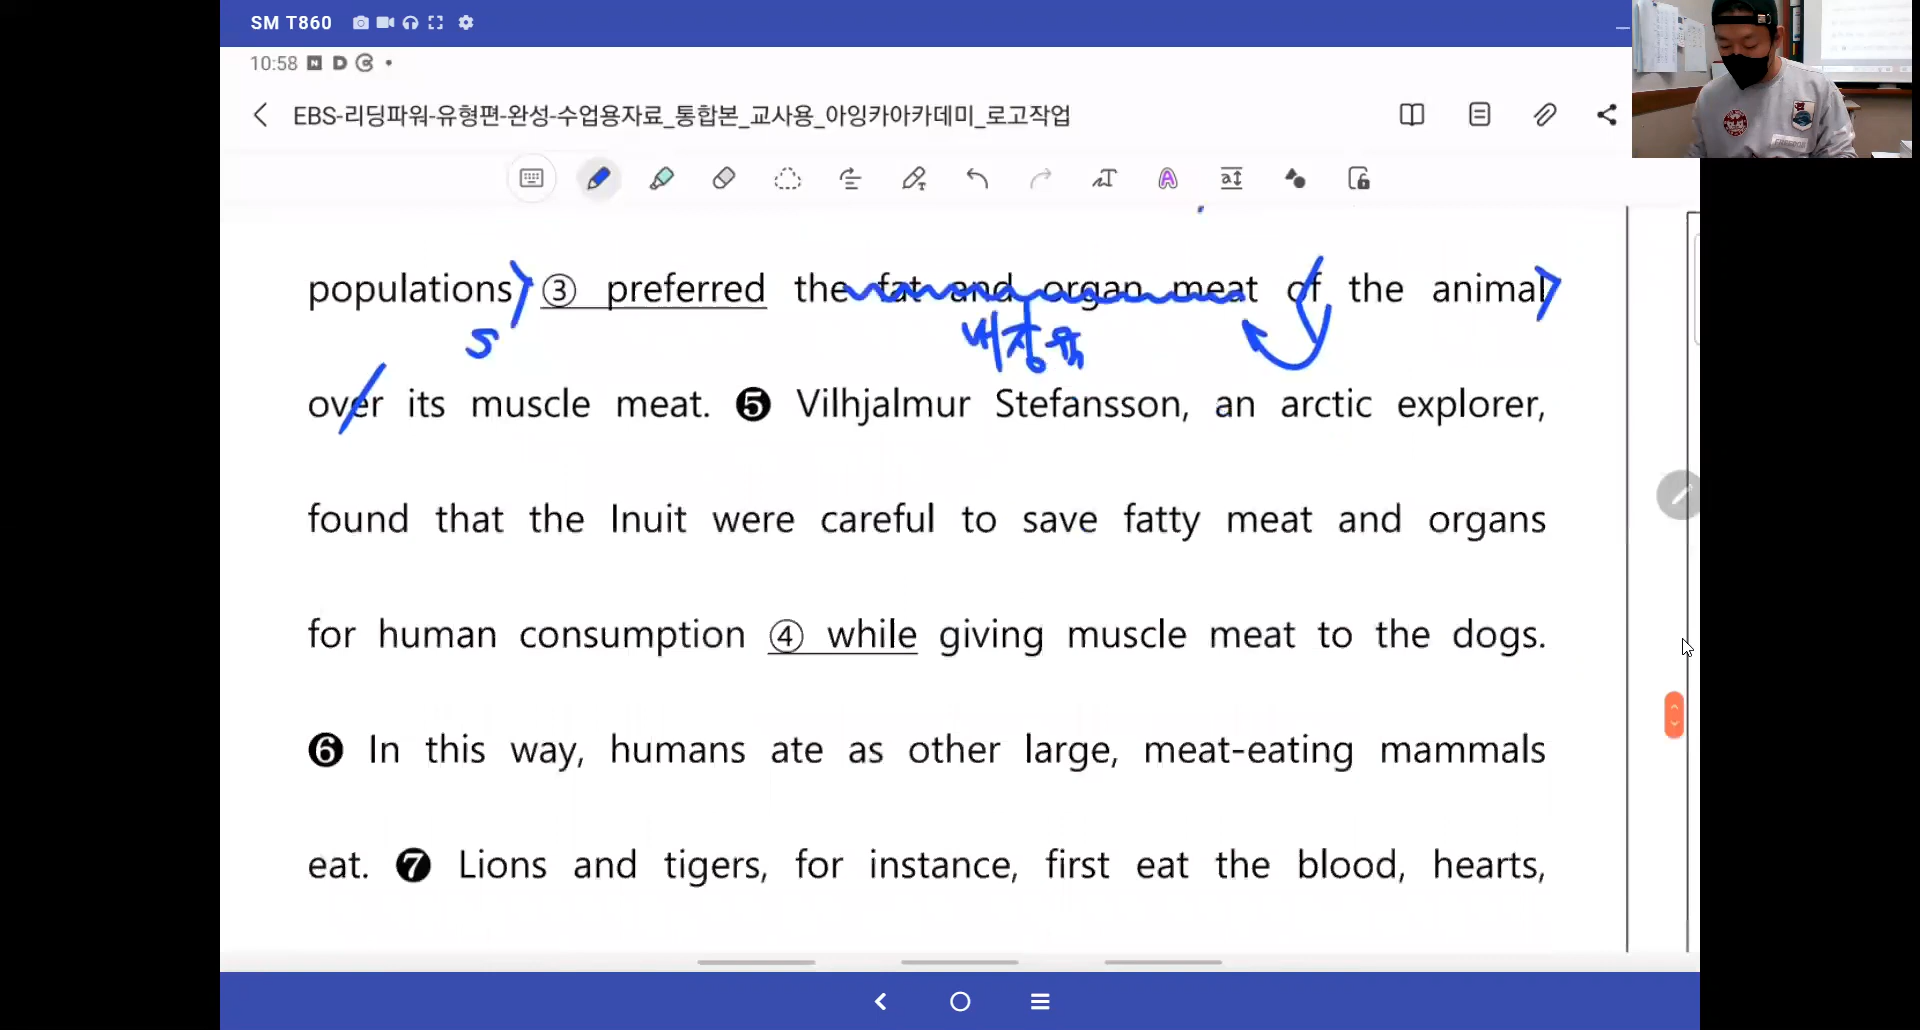 SM T860
10:58
EBS-리딩파워-유형편-완성-수업용자료_통합본_교사용_아잉카아카데미_로고작업
populations ③ preferred the fat and organ meat of the animal
S 내장육
over its muscle meat. ❺ Vilhjalmur Stefansson, an arctic explorer,
found that the Inuit were careful to save fatty meat and organs
for human consumption ④ while giving muscle meat to the dogs.
❻ In this way, humans ate as other large, meat-eating mammals
eat. ❼ Lions and tigers, for instance, first eat the blood, hearts,